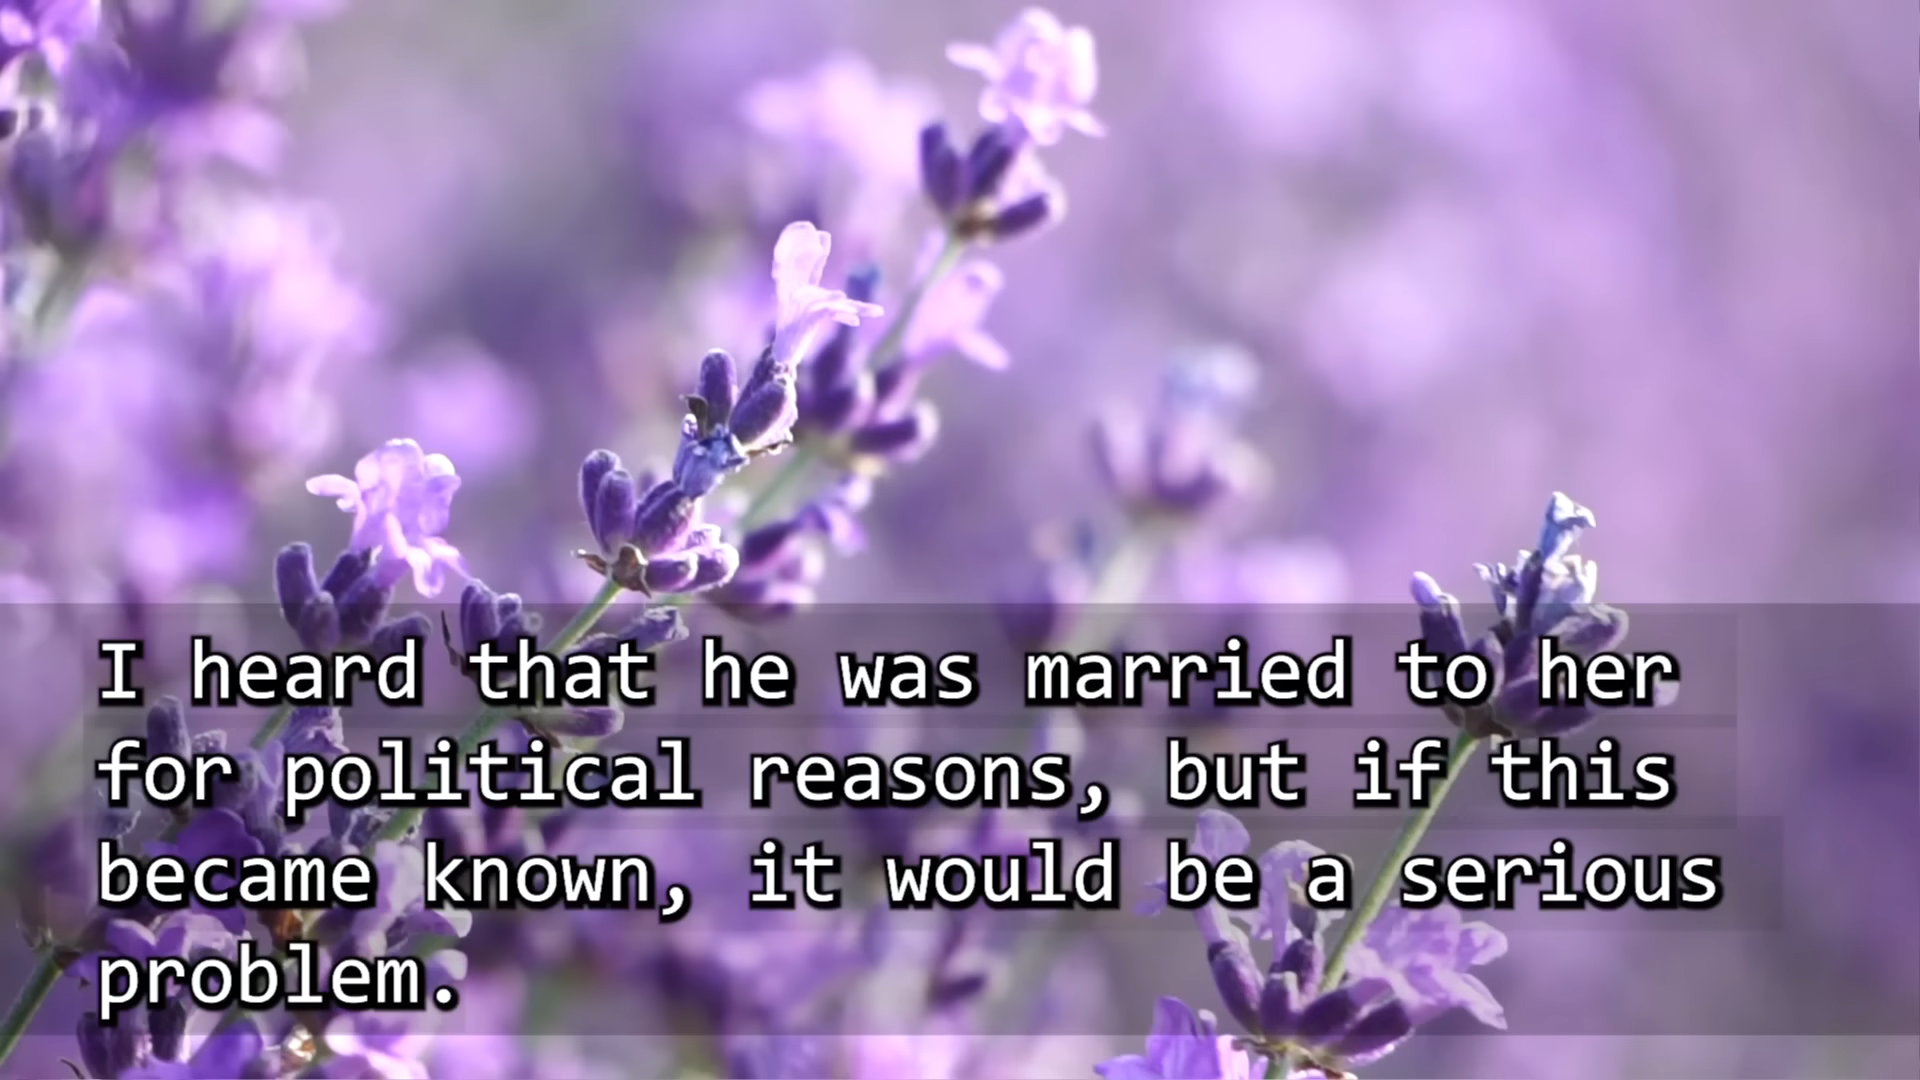 I heard that he was married to her
for political reasons, but if this
became known, it would be a serious
problem.